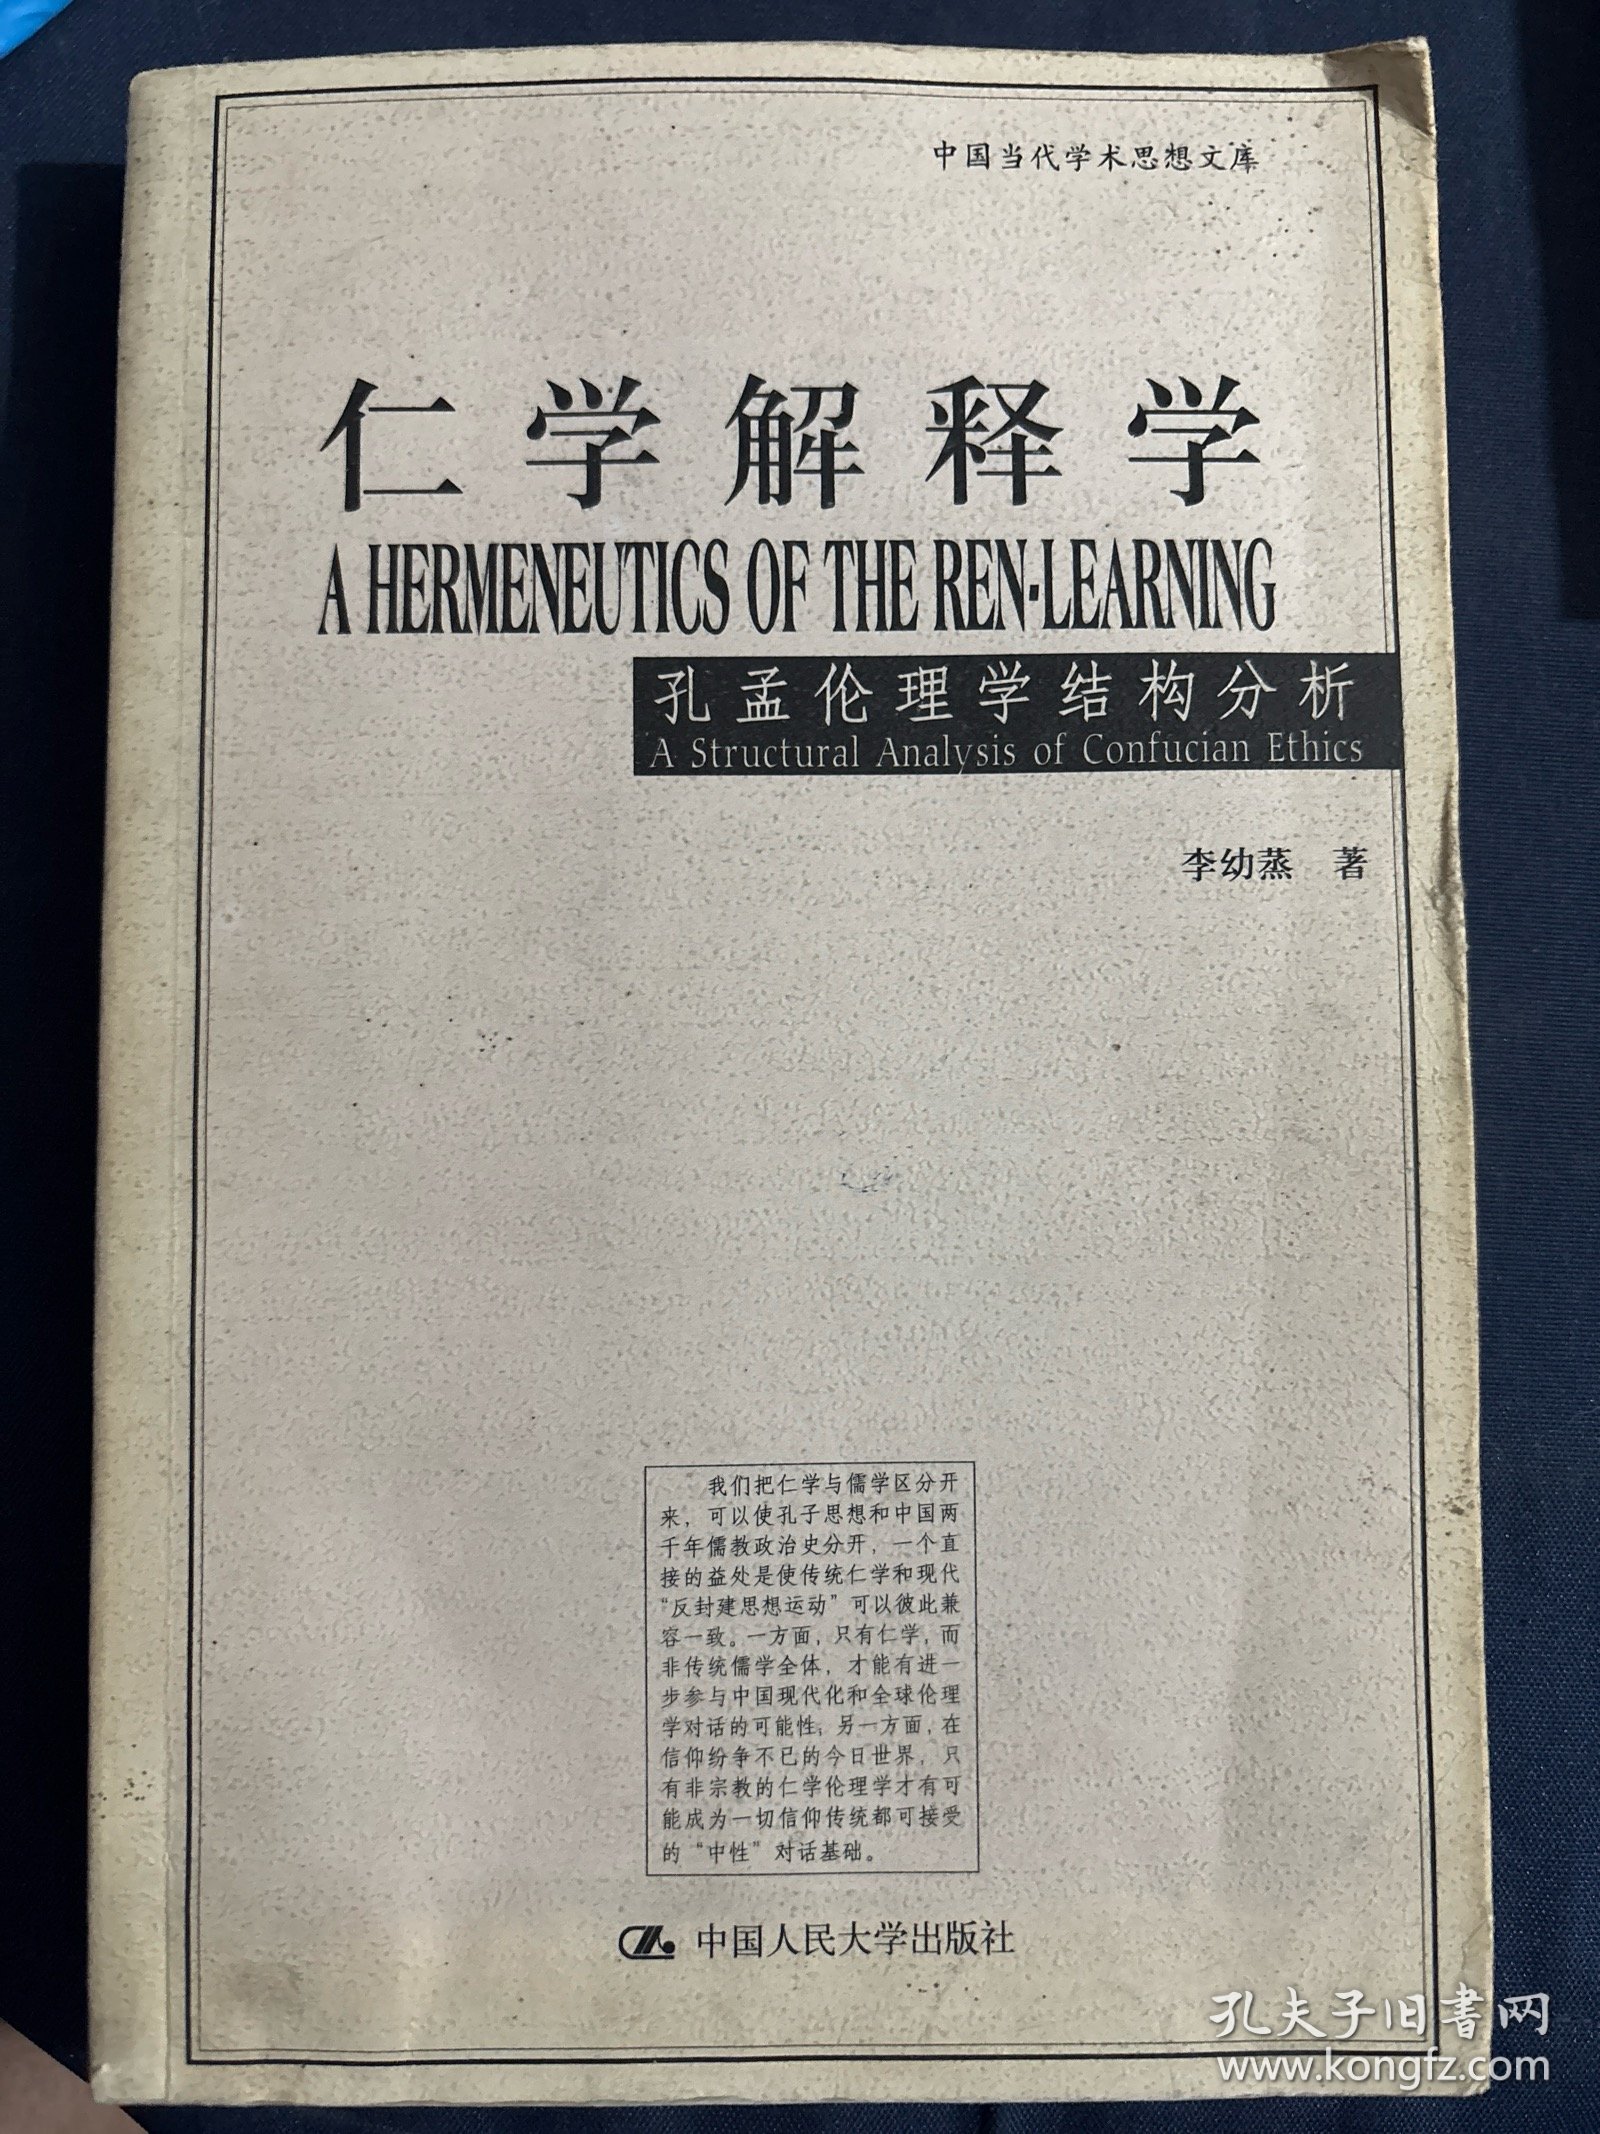 中国当代学术思想文库
仁学解释学
A HERMENEUTICS OF THE REN-LEARNING
孔孟伦理学结构分析
A Structural Analysis of Confucian Ethics
李幼蒸 著
我们把仁学与儒学区分开
来，可以使孔子思想和中国两
千年儒教政治史分开，一个直
接的益处是使传统仁学和现代
“反封建思想运动”可以彼此兼
容一致。一方面，只有仁学，而
非传统儒学全体，才能有进一
步参与中国现代化和全球伦理
学对话的可能性；另一方面，在
信仰纷争不已的今日世界，只
有非宗教的仁学伦理学才有可
能成为一切信仰传统都可接受
的“中性”对话基础。
中国人民大学出版社
孔夫子旧书网
www.kongfz.com